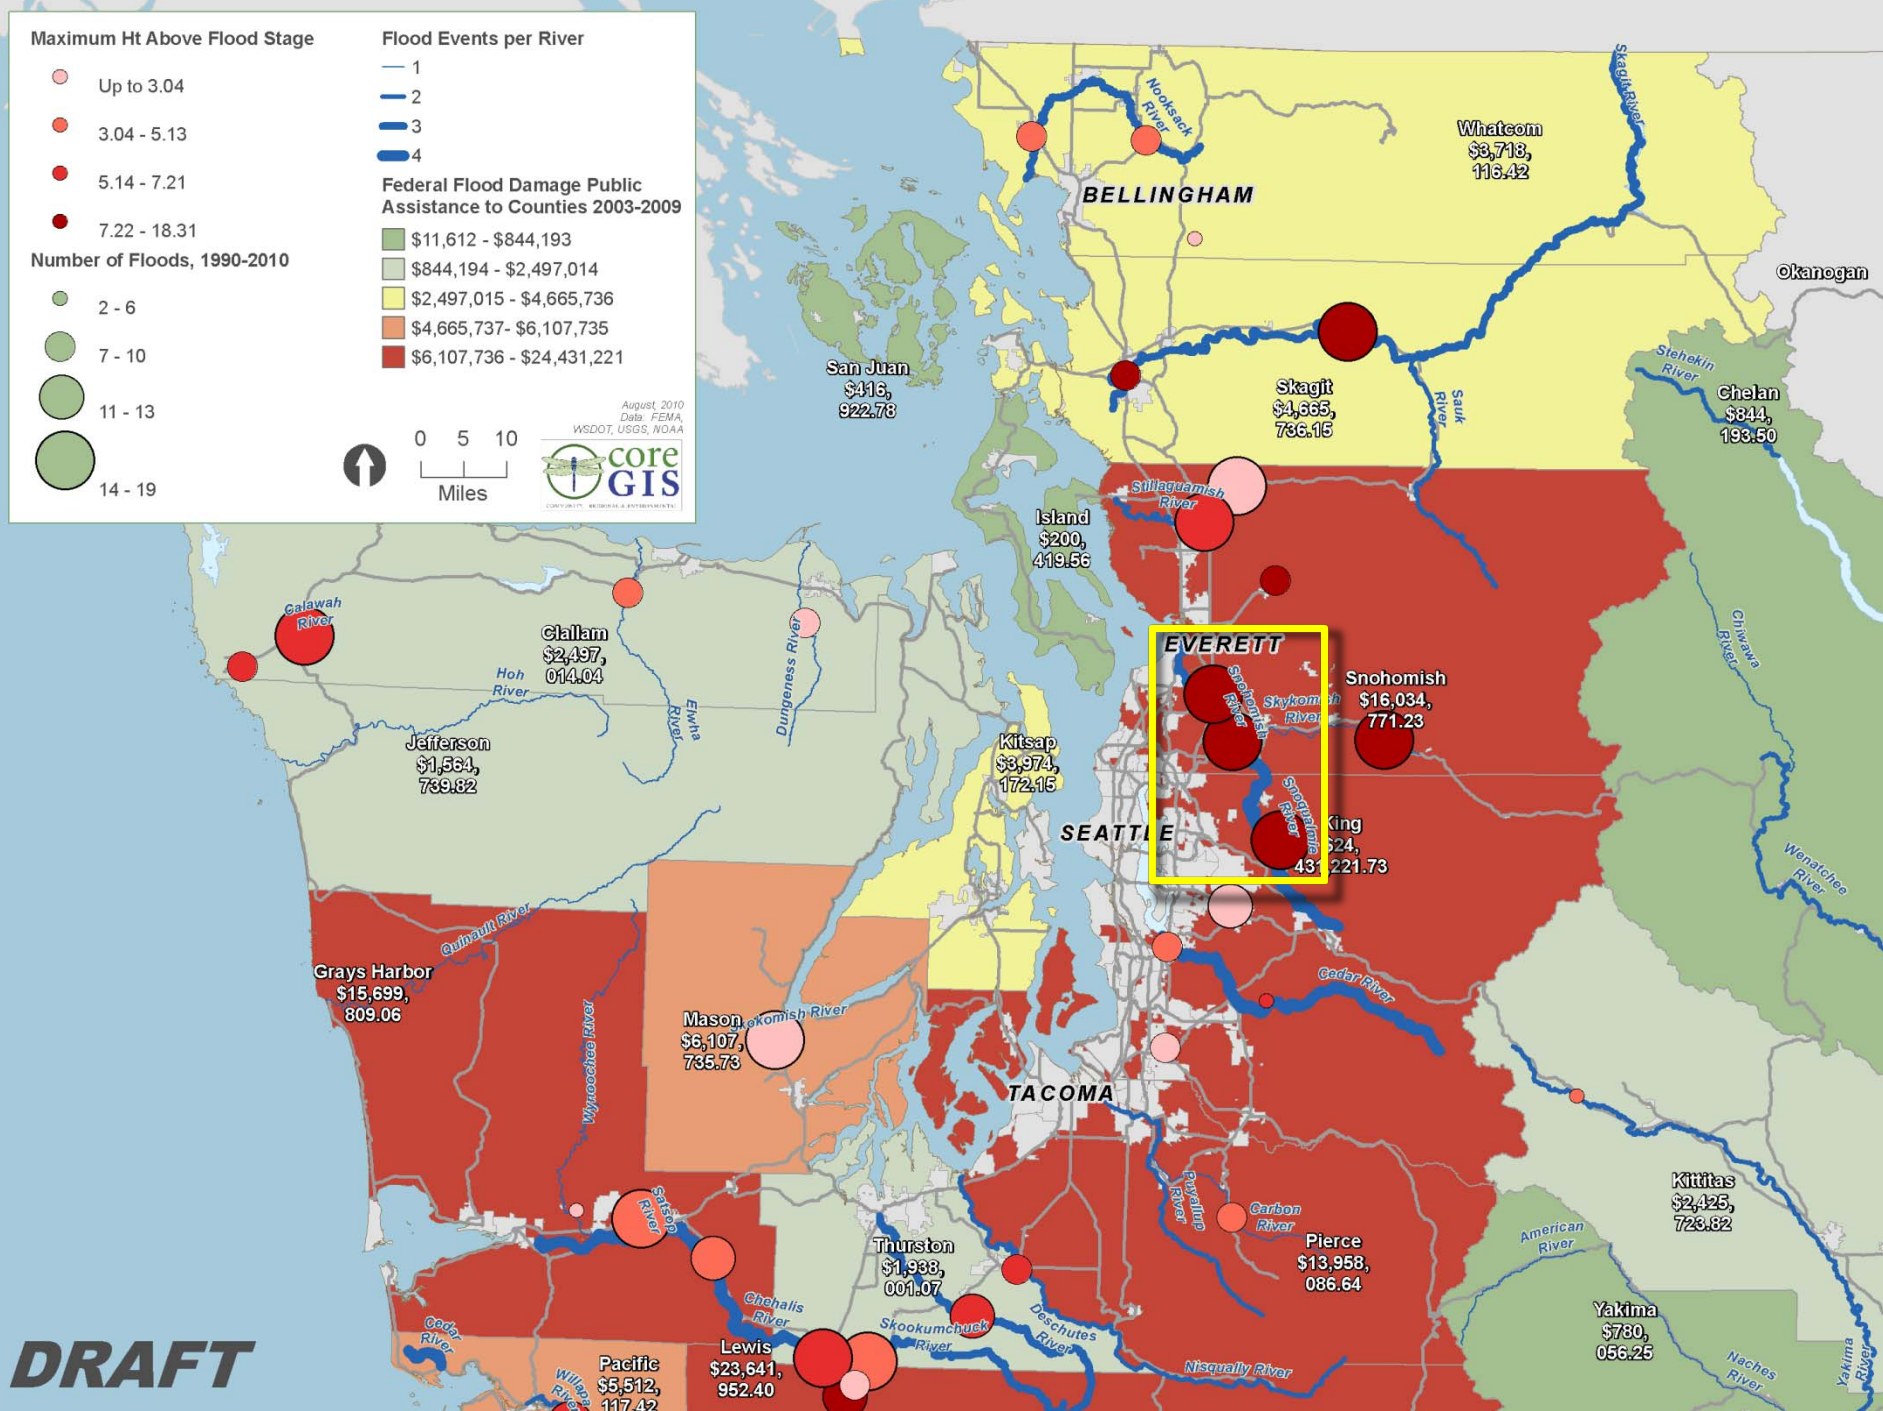 Maximum Ht Above Flood Stage
Up to 3.04
3.04 - 5.13
5.14 - 7.21
7.22 - 18.31
Number of Floods, 1990-2010
2 - 6
7 - 10
11 - 13
14 - 19
Flood Events per River
1
2
3
4
Federal Flood Damage Public
Assistance to Counties 2003-2009
$11,612 - $844,193
$844,194 - $2,497,014
$2,497,015 - $4,665,736
$4,665,737- $6,107,735
$6,107,736 - $24,431,221
August, 2010
Data: FEMA,
WSDOT, USGS, NOAA
0 5 10
Miles
core
GIS
Skagit River
Nooksack
River
Whatcom
$3,718,
116.42
BELLINGHAM
Okanogan
San Juan
$416,
922.78
Skagit
$4,665,
736.15
Sauk
River
Stehekin
River
Chelan
$844,
193.50
Stillaguamish
River
Island
$200,
419.56
Calawah
River
Clallam
$2,497,
014.04
Hoh
River
Elwha
River
Dungeness River
Chiwawa
River
EVERETT
Snohomish
River
Skykomish
River
Snohomish
$16,034,
771.23
Jefferson
$1,564,
739.82
Kitsap
$3,974,
172.15
SEATTLE
Snoqualmie
River
King
$24,
431,221.73
Wenatchee
River
Quinault River
Grays Harbor
$15,699,
809.06
Wynoochee River
Mason
$6,107,
735.73
Skokomish River
Cedar River
TACOMA
Satsop
River
Puyallup
River
Carbon
River
Pierce
$13,958,
086.64
Kittitas
$2,425,
723.82
American
River
Thurston
$1,938,
001.07
Chehalis
River
Skookumchuck
River
Deschutes
River
Nisqually River
Yakima
$780,
056.25
Naches
River
Yakima
River
Cedar
River
Lewis
$23,641,
952.40
Pacific
$5,512,
117.42
Willapa
River
DRAFT